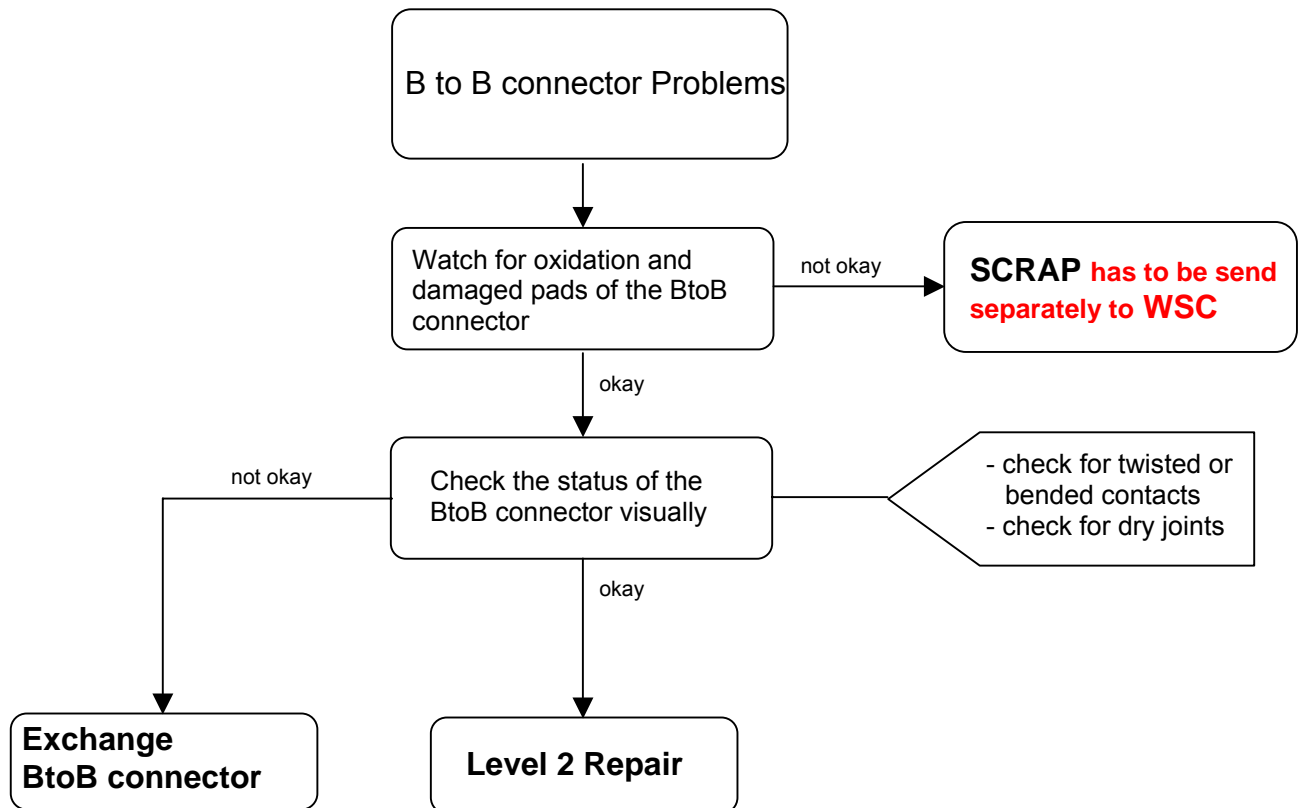 B to B connector Problems
Watch for oxidation and
damaged pads of the BtoB
connector
not okay
SCRAP has to be send
separately to WSC
okay
not okay
Check the status of the
BtoB connector visually
- check for twisted or
bended contacts
- check for dry joints
okay
Exchange
BtoB connector
Level 2 Repair